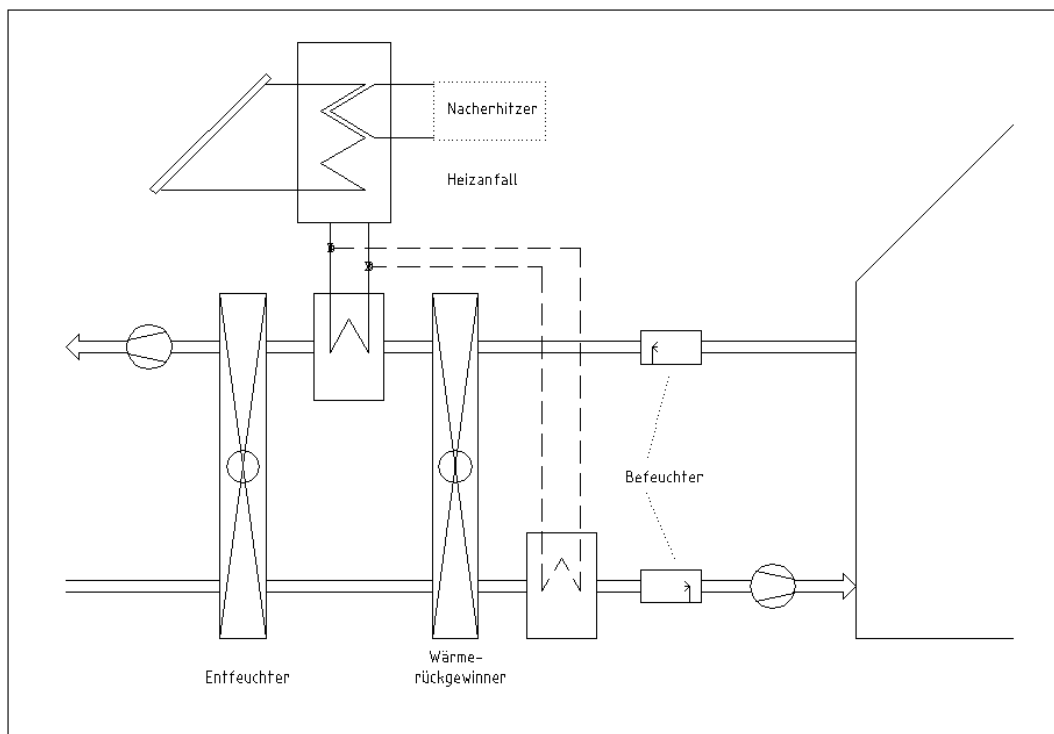 Nacherhitzer
Heizanfall
Befeuchter
Entfeuchter
Wärme-
rückgewinner